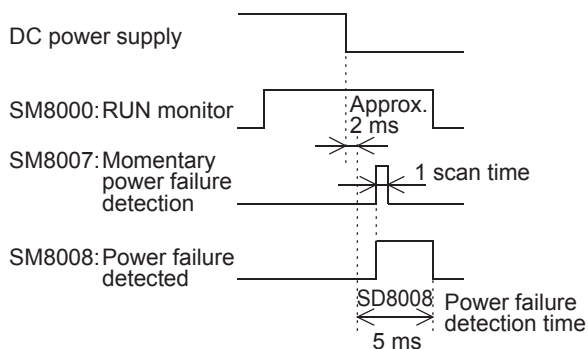 DC power supply
SM8000: RUN monitor
Approx.
2 ms
SM8007: Momentary
power failure
detection
1 scan time
SM8008: Power failure
detected
SD8008
Power failure
detection time
5 ms